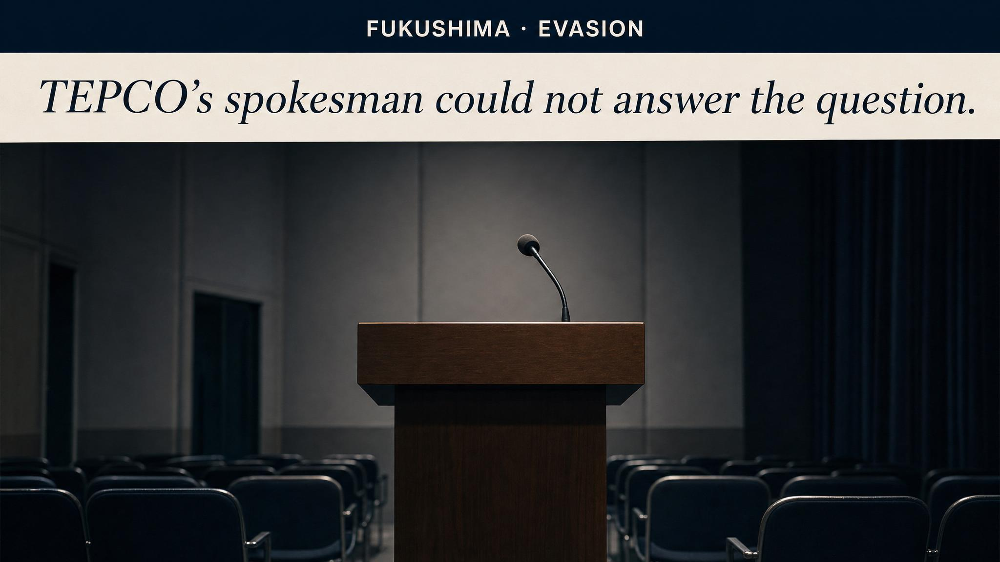 FUKUSHIMA · EVASION
TEPCO’s spokesman could not answer the question.